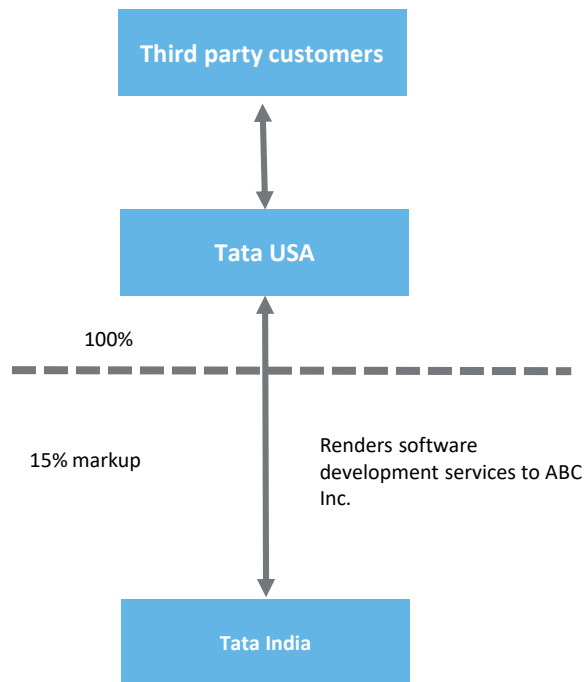 Third party customers
Tata USA
100%
15% markup
Renders software
development services to ABC
Inc.
Tata India